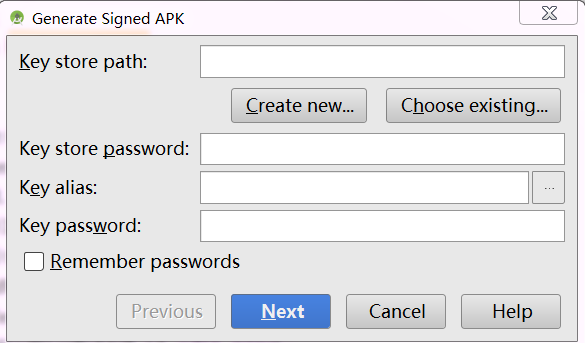 Generate Signed APK
Key store path:
Create new... Choose existing...
Key store password:
Key alias:
...
Key password:
Remember passwords
Previous Next Cancel Help